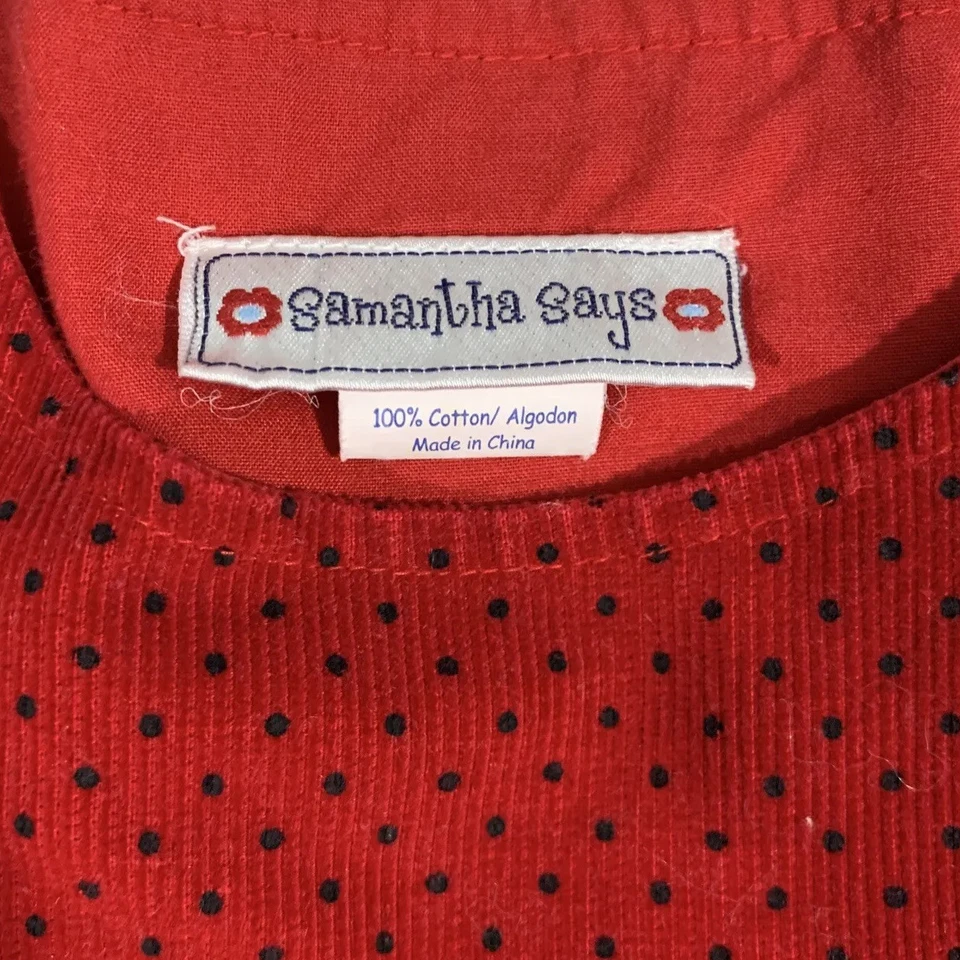 Samantha Says
100% Cotton/ Algodon
Made in China